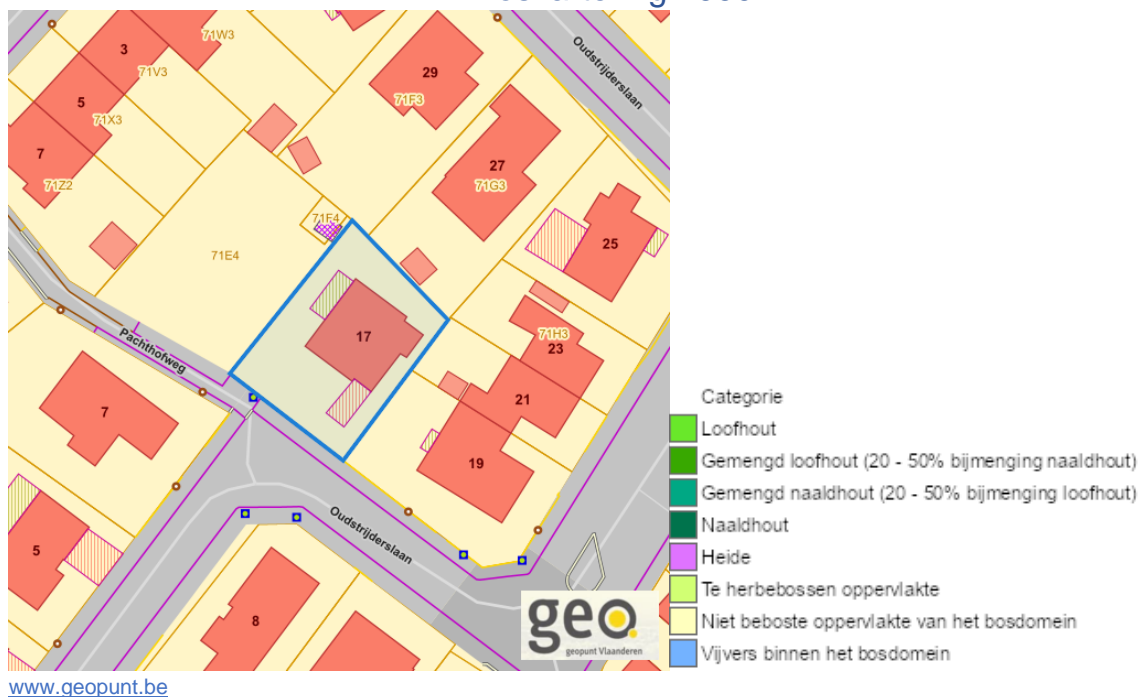 71W3
3
71V3
5
71X3
7
71Z2
29
71F3
Oudstrijderslaan
27
71G3
71F4
25
71E4
17
71H3
23
Pachthofweg
7
21
19
Oudstrijderslaan
5
8
geo
geopunt Vlaanderen
Categorie
Loofhout
Gemengd loofhout (20 - 50% bijmenging naaldhout)
Gemengd naaldhout (20 - 50% bijmenging loofhout)
Naaldhout
Heide
Te herbebossen oppervlakte
Niet beboste oppervlakte van het bosdomein
Vijvers binnen het bosdomein
www.geopunt.be